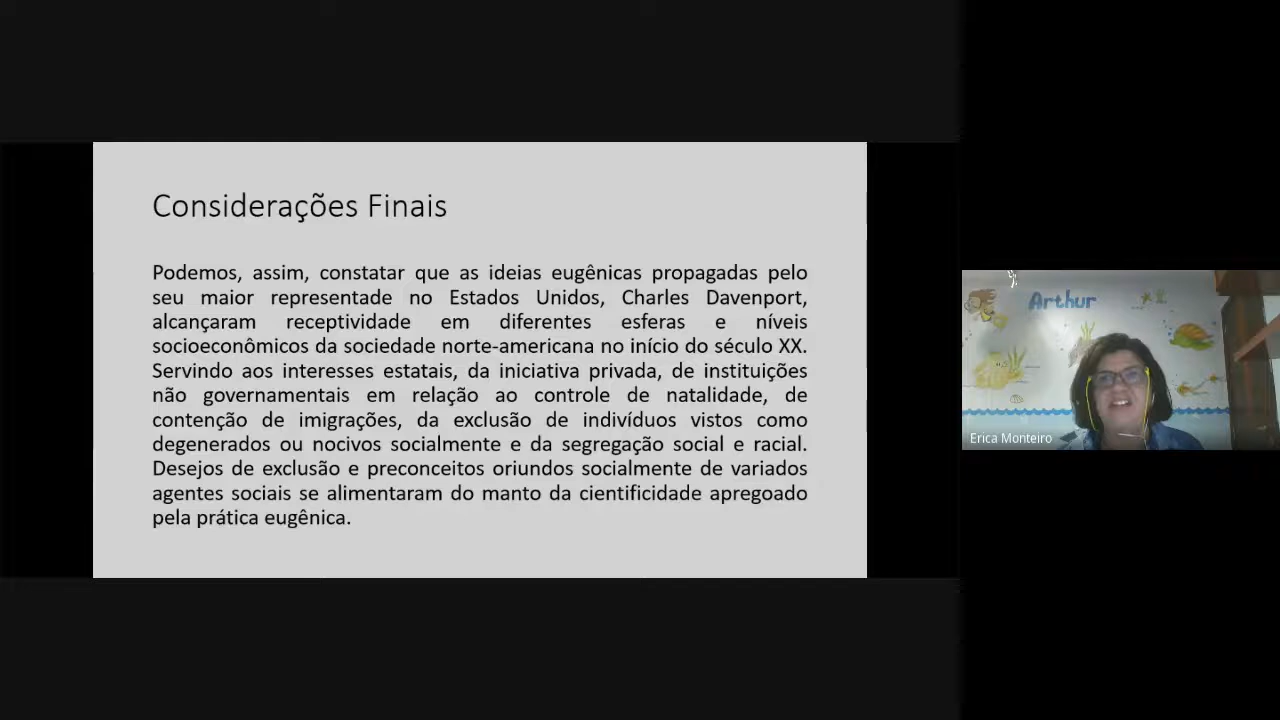 Considerações Finais
Podemos, assim, constatar que as ideias eugênicas propagadas pelo
seu maior representade no Estados Unidos, Charles Davenport,
alcançaram receptividade em diferentes esferas e níveis
socioeconômicos da sociedade norte-americana no início do século XX.
Servindo aos interesses estatais, da iniciativa privada, de instituições
não governamentais em relação ao controle de natalidade, de
contenção de imigrações, da exclusão de indivíduos vistos como
degenerados ou nocivos socialmente e da segregação social e racial.
Desejos de exclusão e preconceitos oriundos socialmente de variados
agentes sociais se alimentaram do manto da cientificidade apregoado
pela prática eugênica.
Arthur
Erica Monteiro